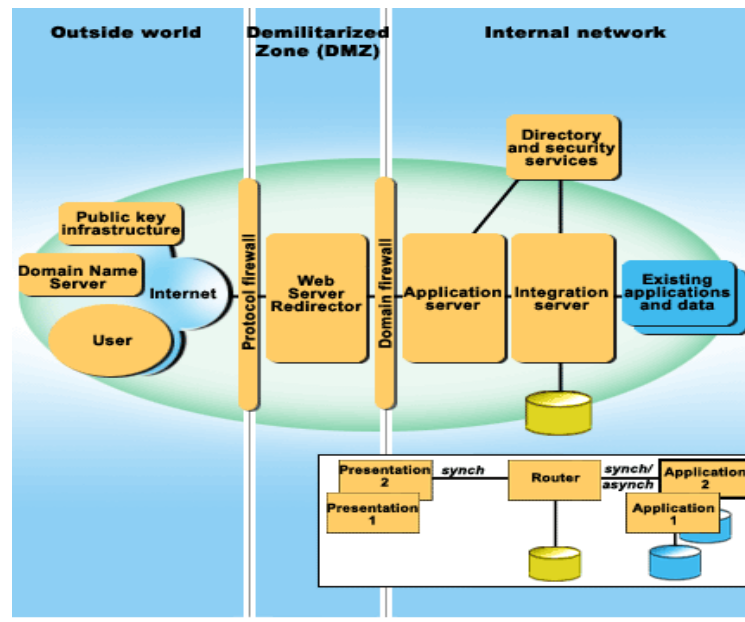 Outside world
Demilitarized
Zone (DMZ)
Internal network
Directory
and security
services
Public key
infrastructure
Domain Name
Server
Internet
User
Protocol firewall
Web
Server
Redirector
Domain firewall
Application
server
Integration
server
Existing
applications
and data
Presentation
2
synch
Router
synch/
asynch
Application
2
Presentation
1
Application
1